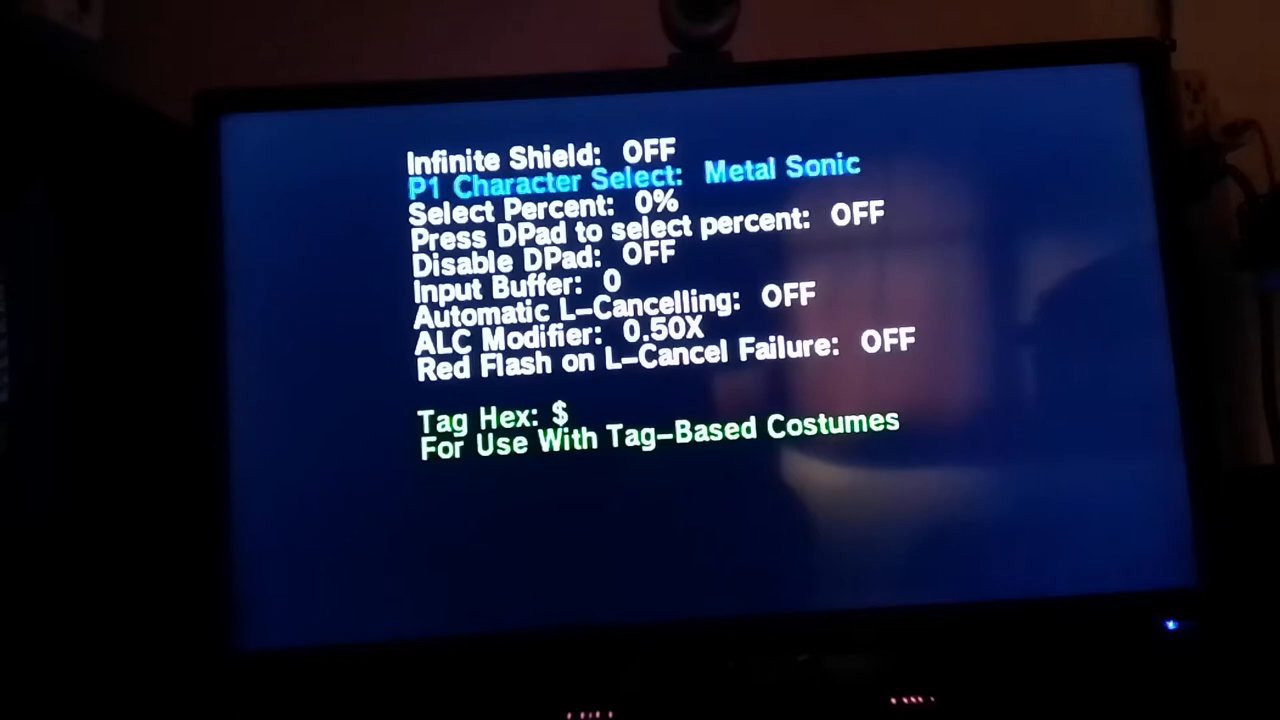 Infinite Shield: OFF
P1 Character Select: Metal Sonic
Select Percent: 0%
Press DPad to select percent: OFF
Disable DPad: OFF
Input Buffer: 0
Automatic L-Cancelling: OFF
ALC Modifier: 0.50X
Red Flash on L-Cancel Failure: OFF
Tag Hex: $
For Use With Tag-Based Costumes